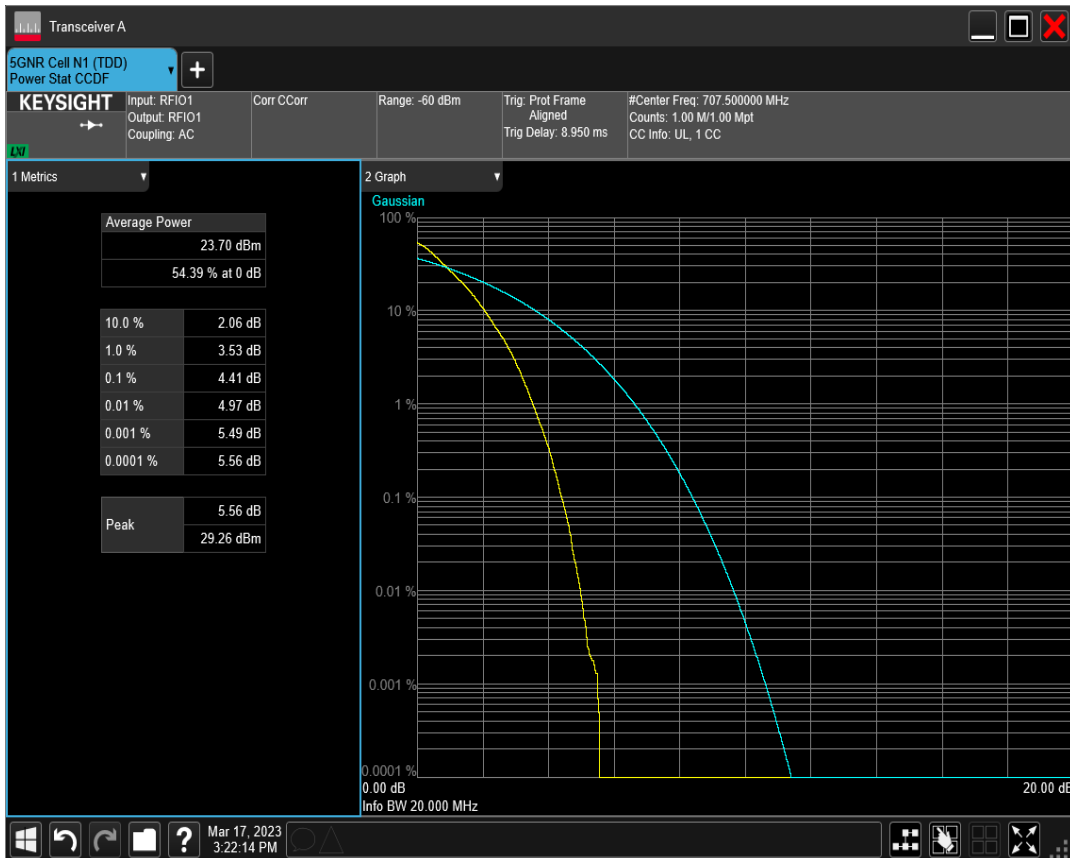 Transceiver A
5GNR Cell N1 (TDD)
Power Stat CCDF
+
KEYSIGHT
LXI
Input: RFIO1
Output: RFIO1
Coupling: AC
Corr CCorr
Range: -60 dBm
Trig: Prot Frame
Aligned
Trig Delay: 8.950 ms
#Center Freq: 707.500000 MHz
Counts: 1.00 M/1.00 Mpt
CC Info: UL, 1 CC
1 Metrics
Average Power
23.70 dBm
54.39 % at 0 dB
10.0 % 2.06 dB
1.0 % 3.53 dB
0.1 % 4.41 dB
0.01 % 4.97 dB
0.001 % 5.49 dB
0.0001 % 5.56 dB
Peak
5.56 dB
29.26 dBm
2 Graph
Gaussian
100 %
10 %
1 %
0.1 %
0.01 %
0.001 %
0.0001 %
0.00 dB 20.00 dB
Info BW 20.000 MHz
?
Mar 17, 2023
3:22:14 PM